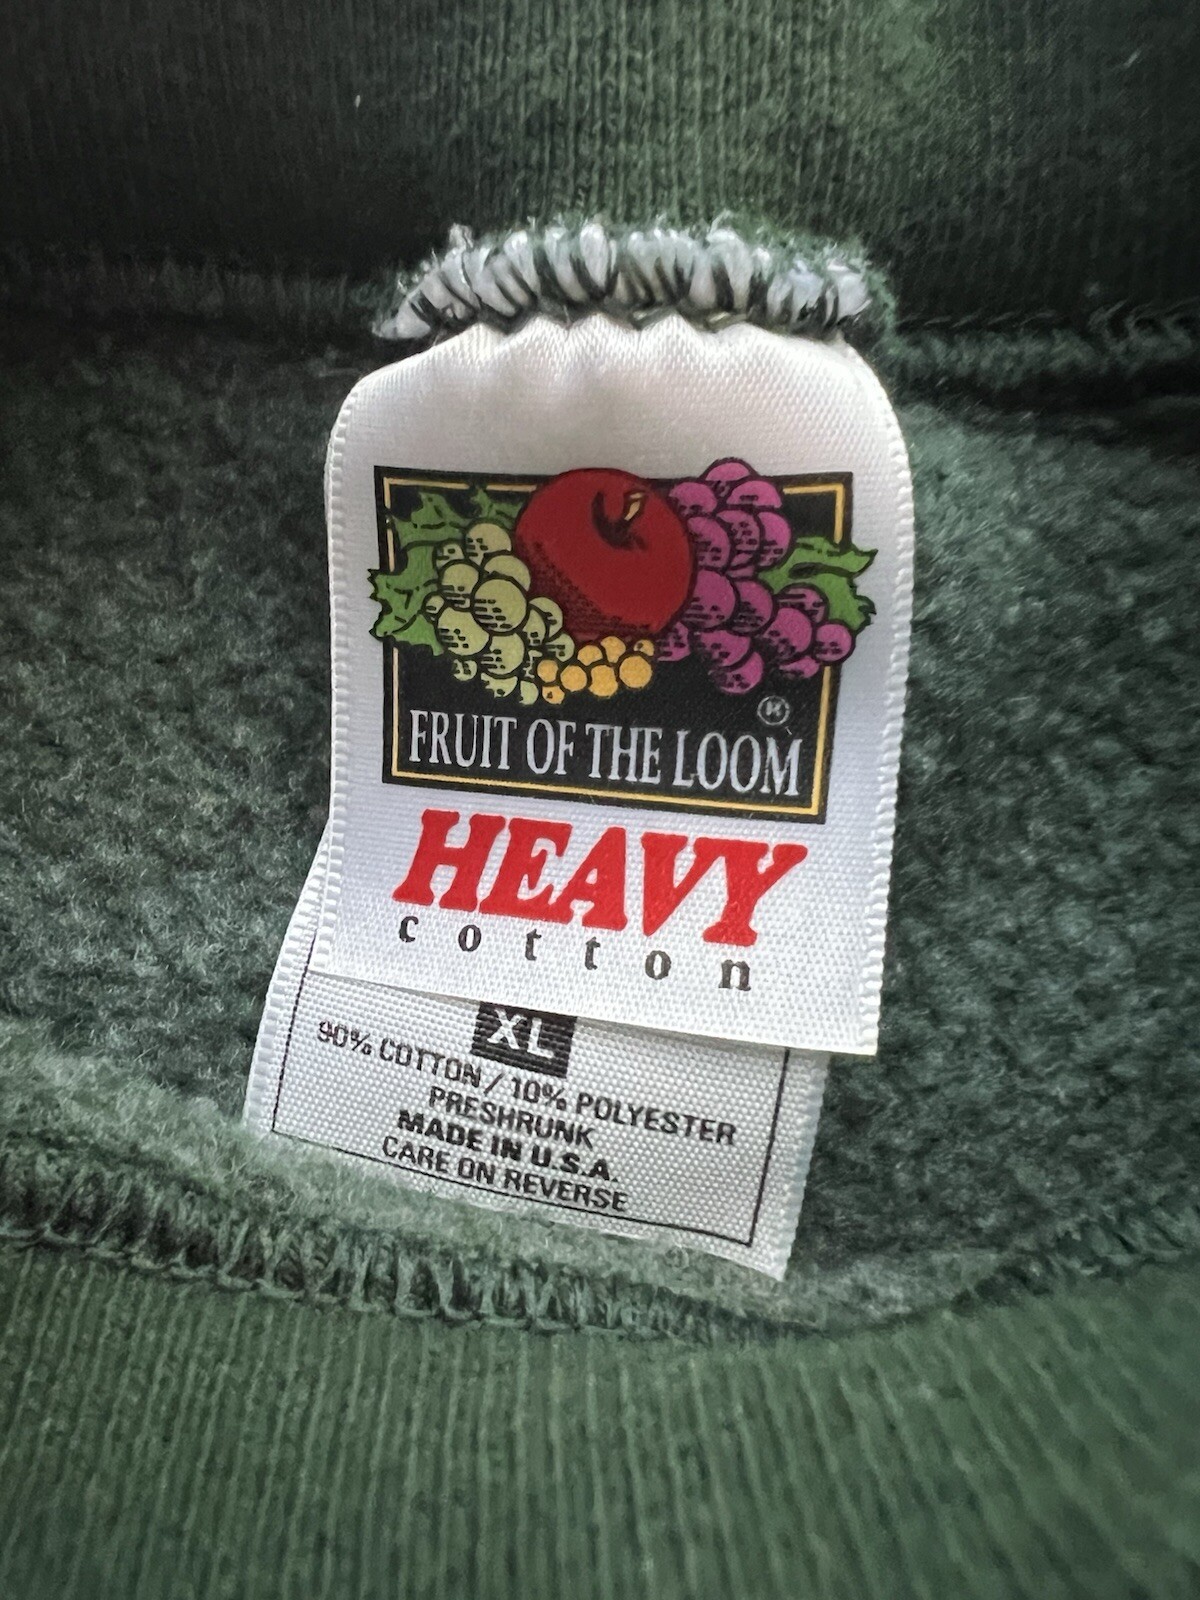 ®
FRUIT OF THE LOOM
HEAVY
cotton
XL
90% COTTON / 10% POLYESTER
PRESHRUNK
MADE IN U.S.A.
CARE ON REVERSE